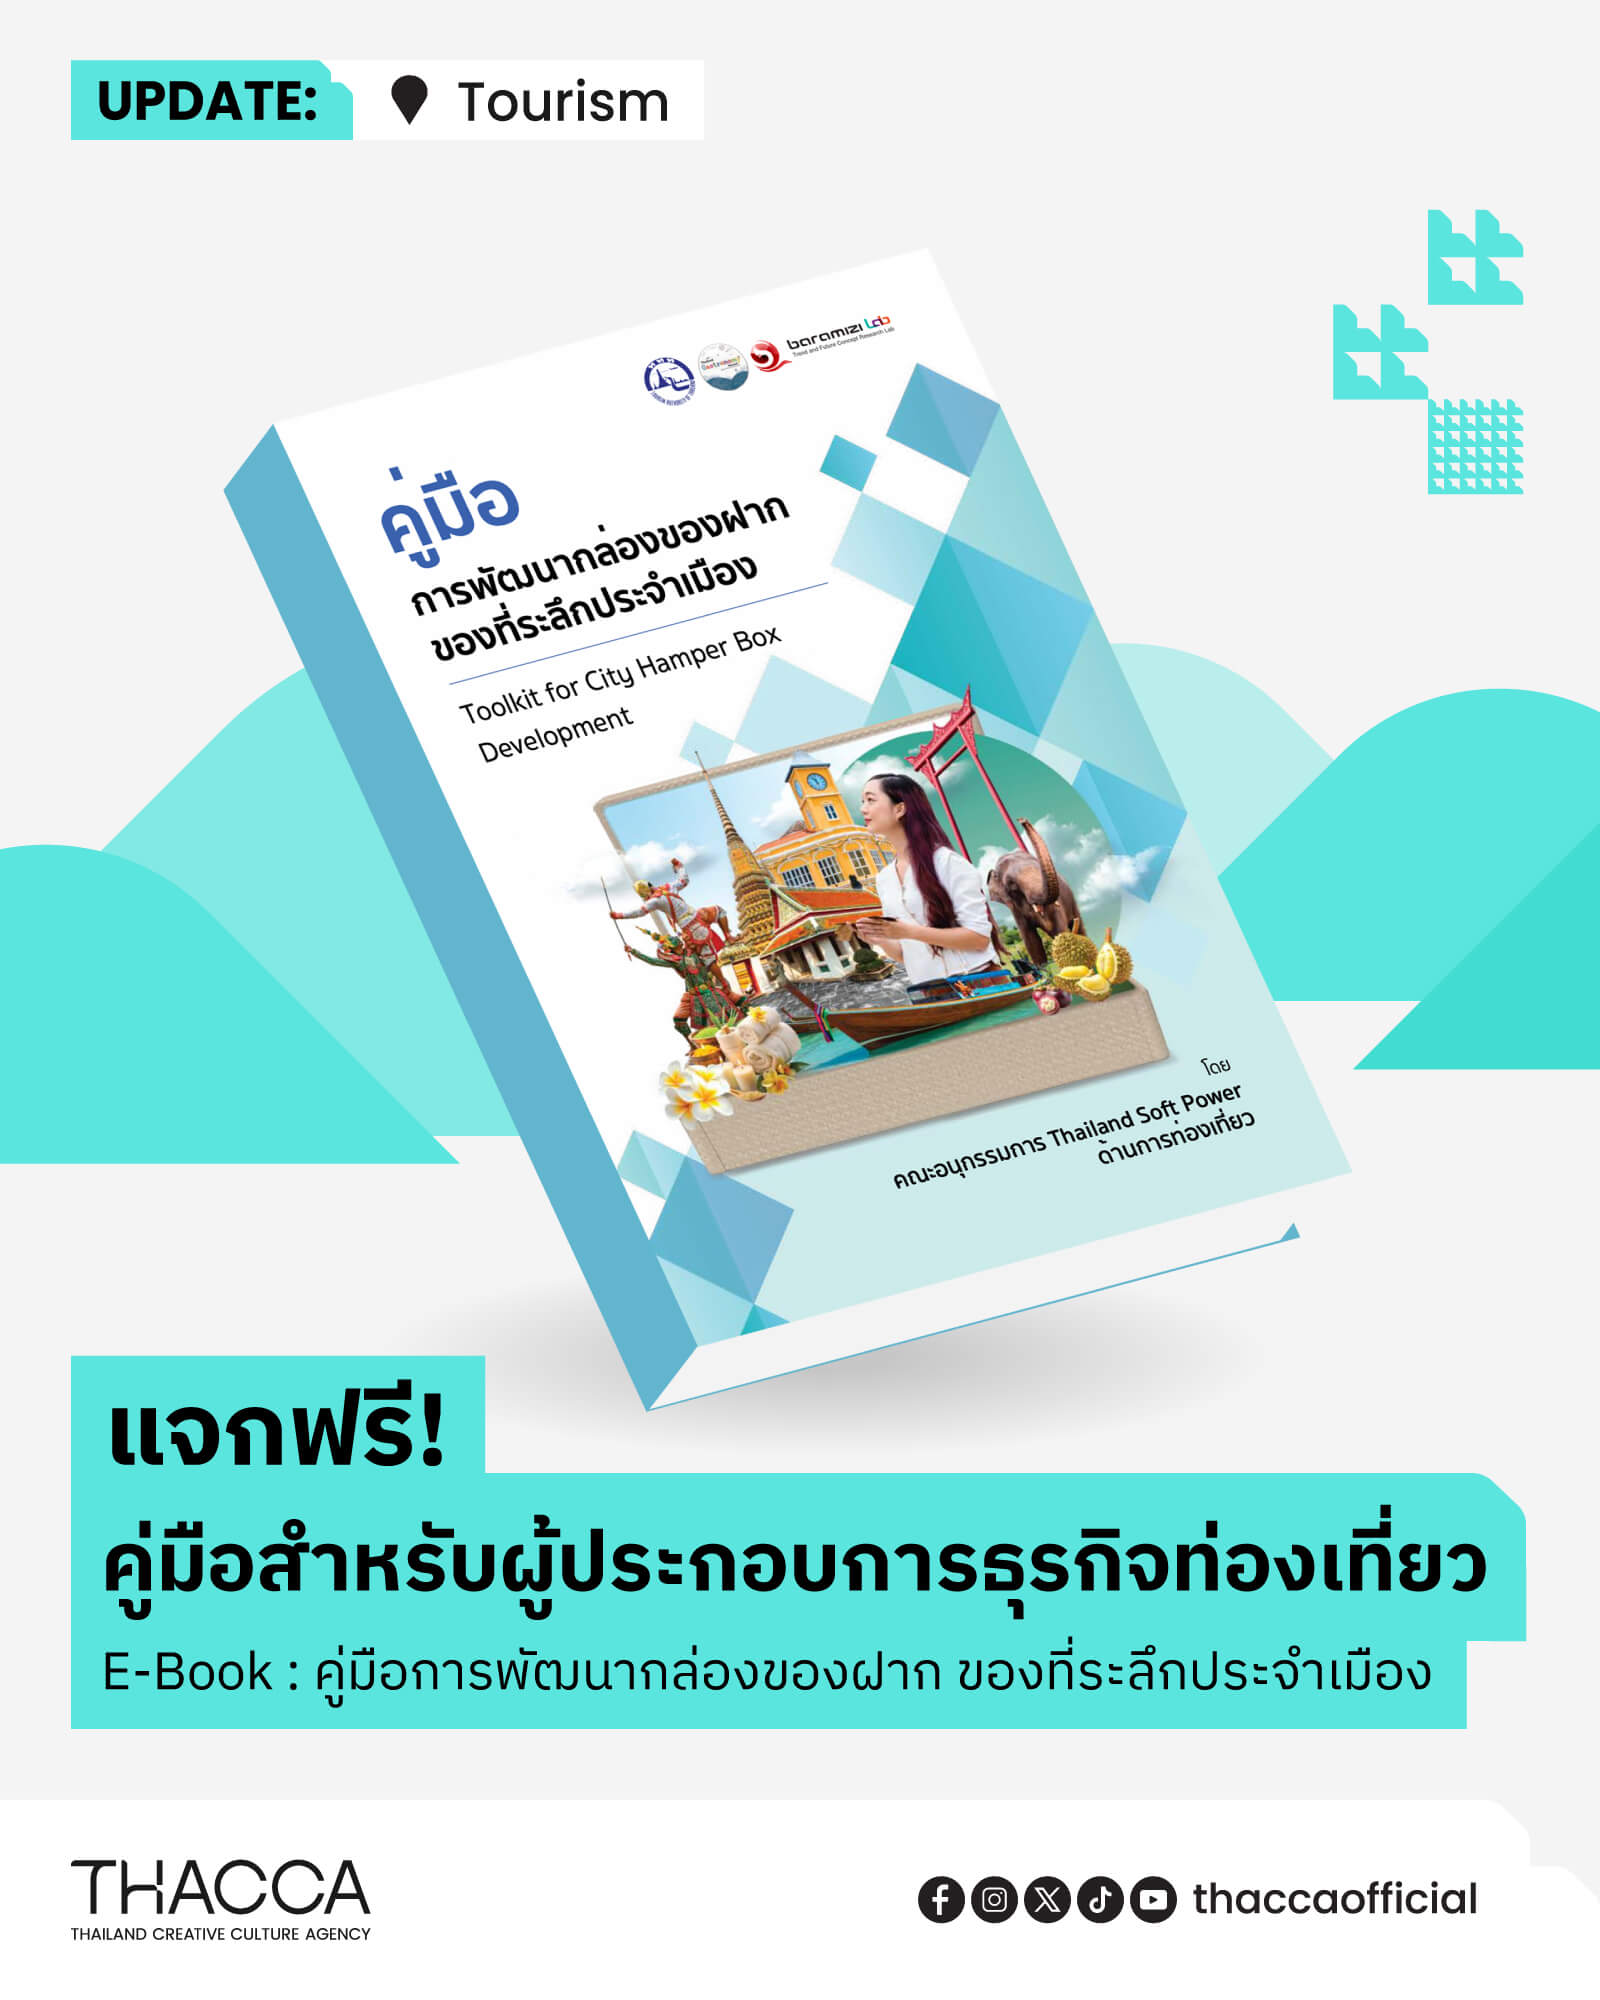 UPDATE: Tourism
baramizi Lab
Trend and Future Concept Research Lab
คู่มือ
การพัฒนากล่องของฝาก
ของที่ระลึกประจำเมือง
Toolkit for City Hamper Box
Development
โดย
คณะอนุกรรมการ Thailand Soft Power
ด้านการท่องเที่ยว
แจกฟรี!
คู่มือสำหรับผู้ประกอบการธุรกิจท่องเที่ยว
E-Book : คู่มือการพัฒนากล่องของฝาก ของที่ระลึกประจำเมือง
THACCA
THAILAND CREATIVE CULTURE AGENCY
thaccaofficial